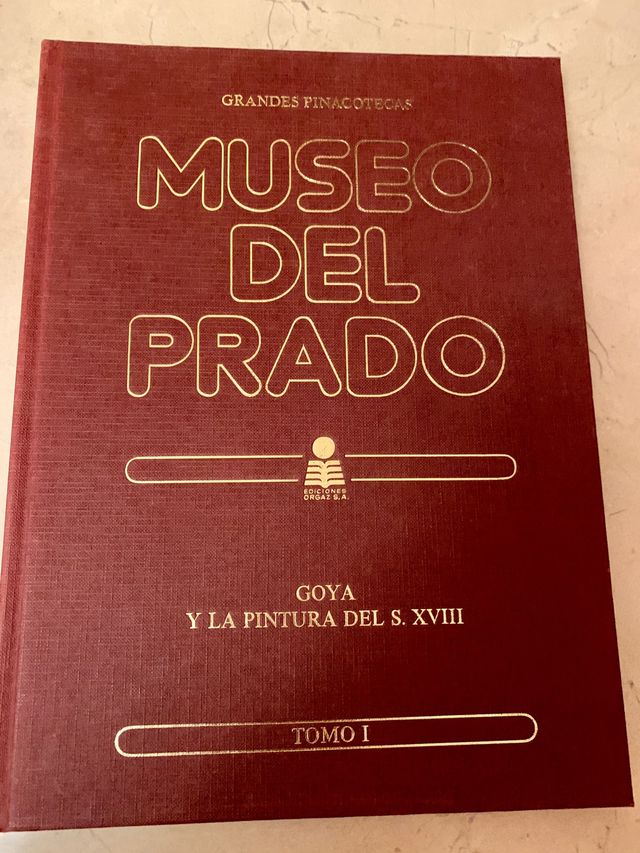 GRANDES PINACOTECAS
MUSEO
DEL
PRADO
EDICIONES
ORGAZ S.A.
GOYA
Y LA PINTURA DEL S. XVIII
TOMO I